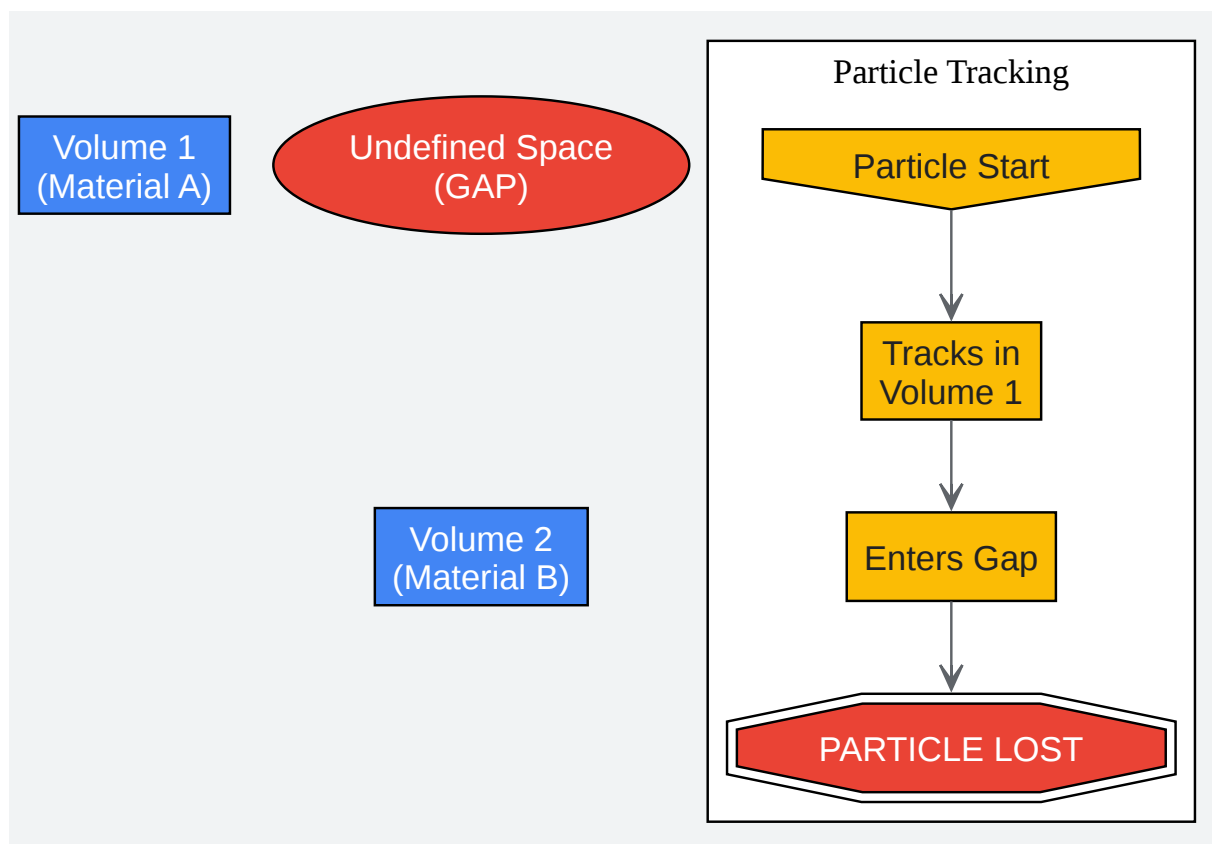 Particle Tracking
Volume 1
(Material A)
Undefined Space
(GAP)
Particle Start
Tracks in
Volume 1
Volume 2
(Material B)
Enters Gap
PARTICLE LOST